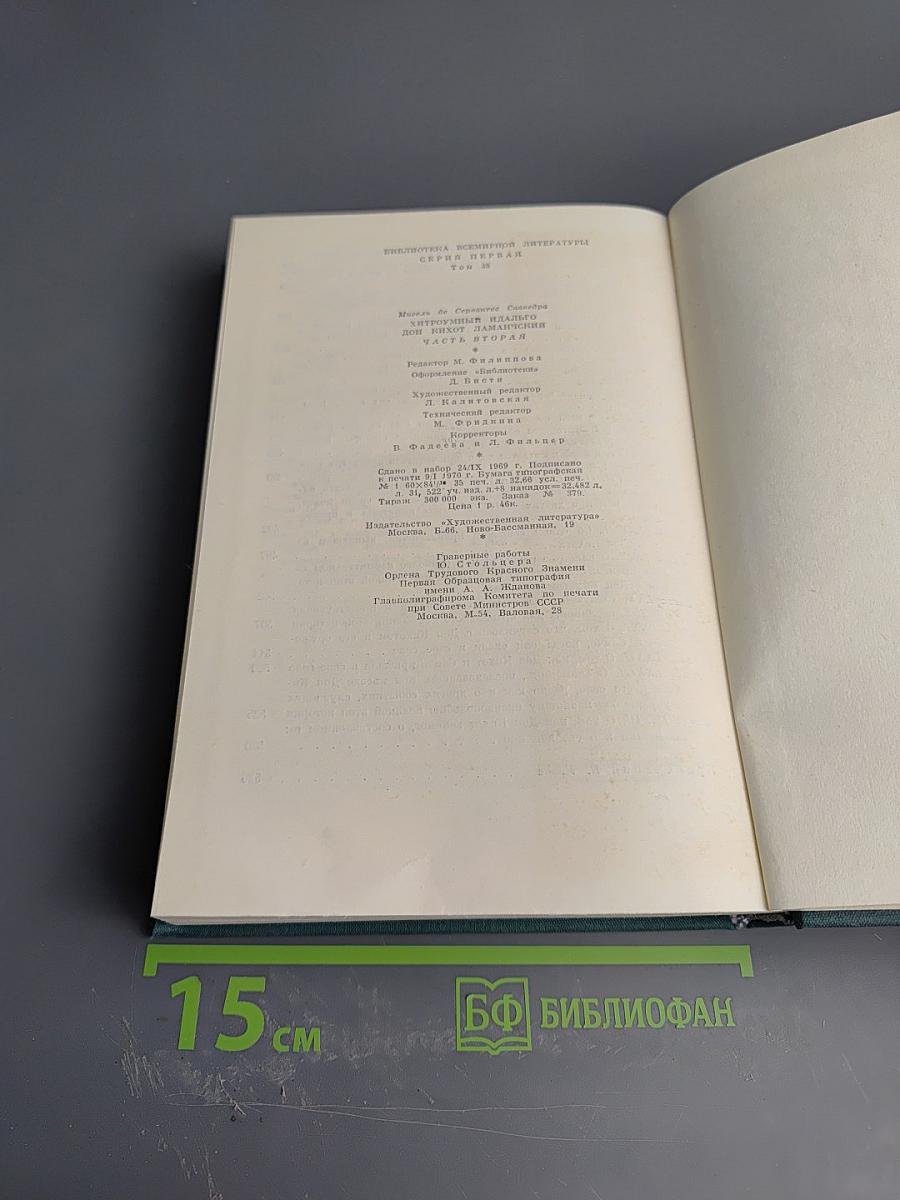 БИБЛИОТЕКА ВСЕМИРНОЙ ЛИТЕРАТУРЫ
СЕРИЯ ПЕРВАЯ
Том 38
Мигель де Сервантес Сааведра
ХИТРОУМНЫЙ ИДАЛЬГО
ДОН КИХОТ ЛАМАНЧСКИЙ
ЧАСТЬ ВТОРАЯ
*
Редактор М. Филиппова
Оформление «Библиотеки»
Д. Бисти
Художественный редактор
Л. Калитовская
Технический редактор
М. Фридкина
Корректоры
В. Фадеева и Л. Фильцер
*
Сдано в набор 24/IX 1969 г. Подписано
к печати 9/I 1970 г. Бумага типографская
№ 1 60×84 35 печ. л. 32,66 усл. печ.
л. 31, 522 уч. изд. л.+8 накидок=32,482 л.
Тираж 300 000 экз. Заказ № 379.
Цена 1 р. 46к.
Издательство «Художественная литература»
Москва, Б-66, Ново-Басманная, 19
*
Граверные работы
Ю. Стольцера
Ордена Трудового Красного Знамени
Первая Образцовая типография
имени А. А. Жданова
Главполиграфпрома Комитета по печати
при Совете Министров СССР
Москва, М-54, Валовая, 28
15 см
БФ БИБЛИОФАН